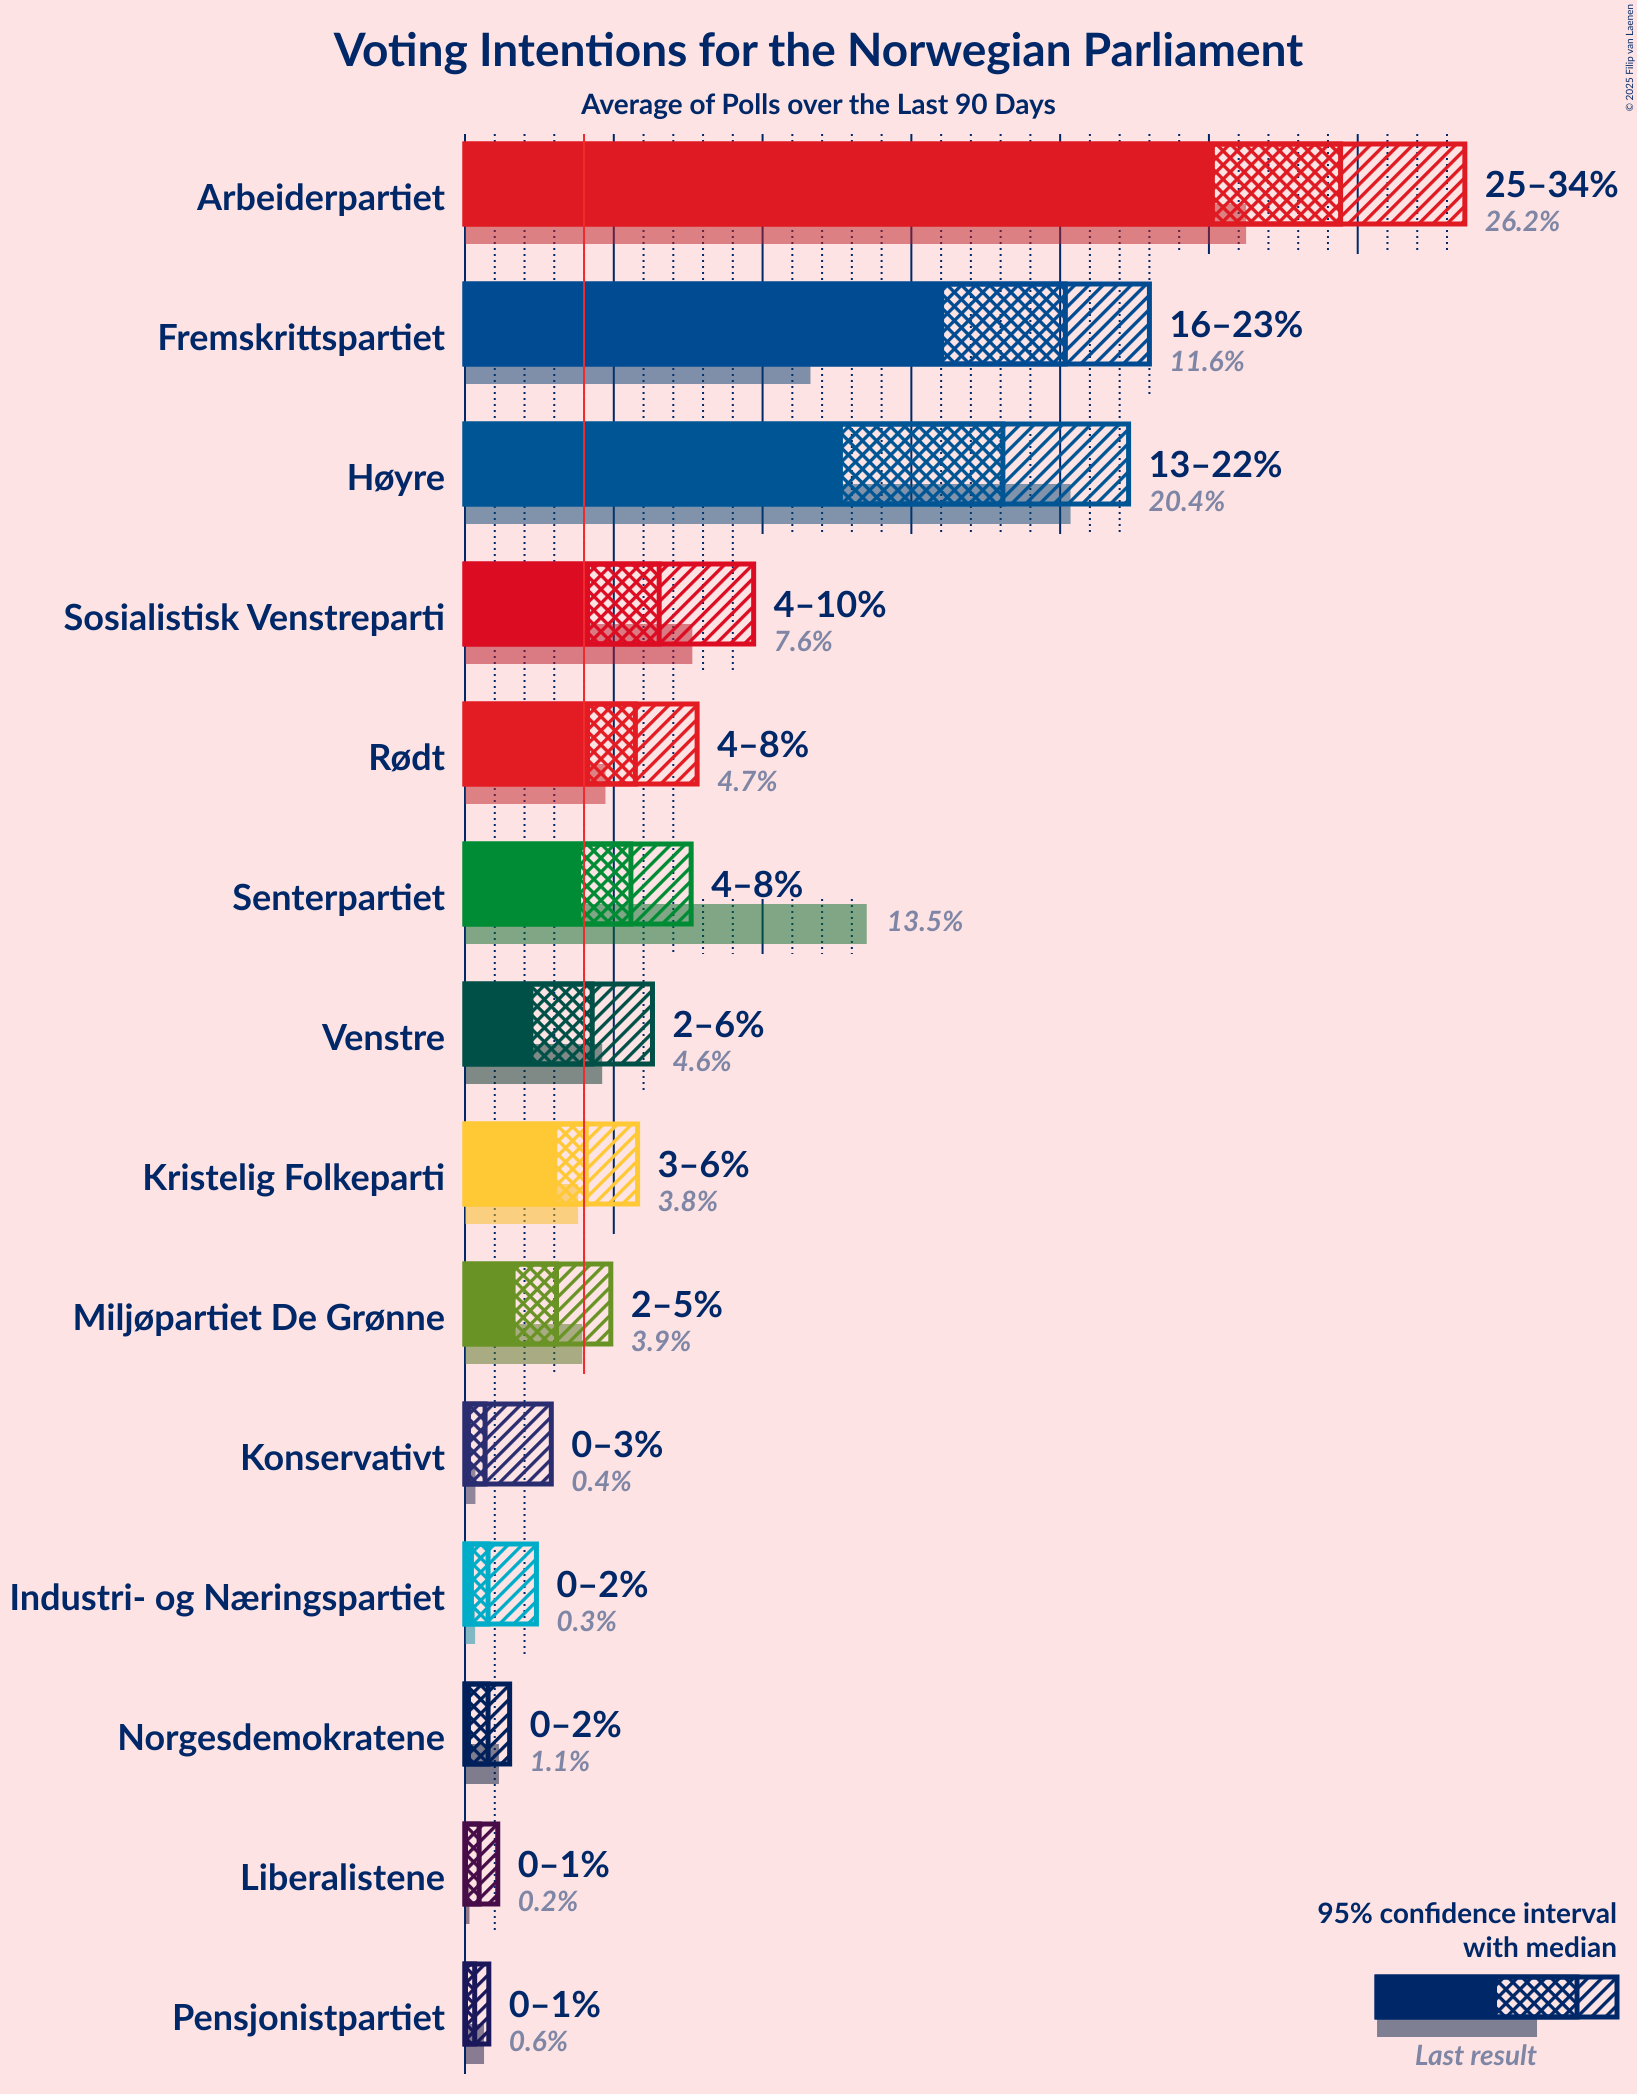 Voting Intentions for the Norwegian Parliament
Average of Polls over the Last 90 Days
© 2025 Filip van Laenen
Arbeiderpartiet
25–34%
26.2%
Fremskrittspartiet
16–23%
11.6%
Høyre
13–22%
20.4%
Sosialistisk Venstreparti
4–10%
7.6%
Rødt
4–8%
4.7%
Senterpartiet
4–8%
13.5%
Venstre
2–6%
4.6%
Kristelig Folkeparti
3–6%
3.8%
Miljøpartiet De Grønne
2–5%
3.9%
Konservativt
0–3%
0.4%
Industri- og Næringspartiet
0–2%
0.3%
Norgesdemokratene
0–2%
1.1%
Liberalistene
0–1%
0.2%
Pensjonistpartiet
0–1%
0.6%
95% confidence interval
with median
Last result